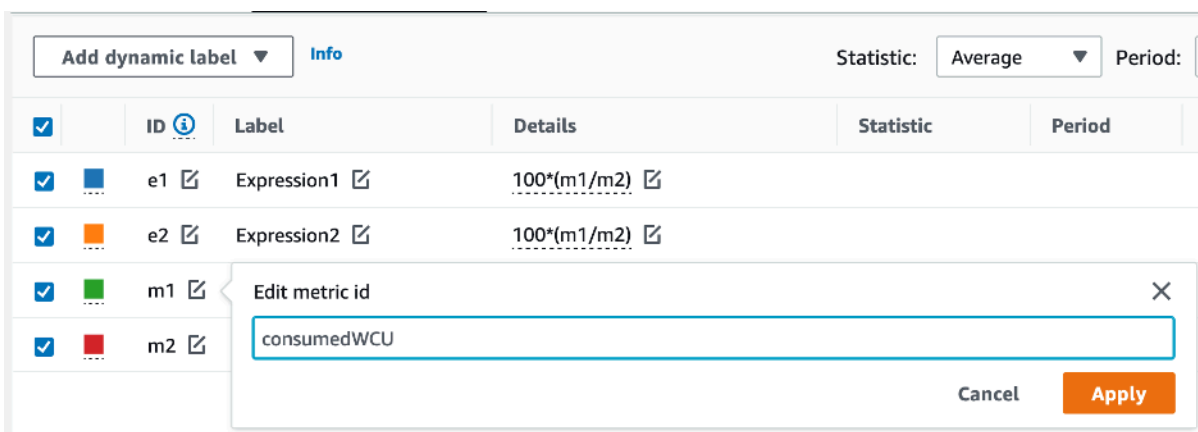 Add dynamic label ▼ Info Statistic: Average ▼ Period:
ID Label Details Statistic Period
e1 Expression1 100*(m1/m2)
e2 Expression2 100*(m1/m2)
m1 Edit metric id
m2 consumedWCU
Cancel Apply